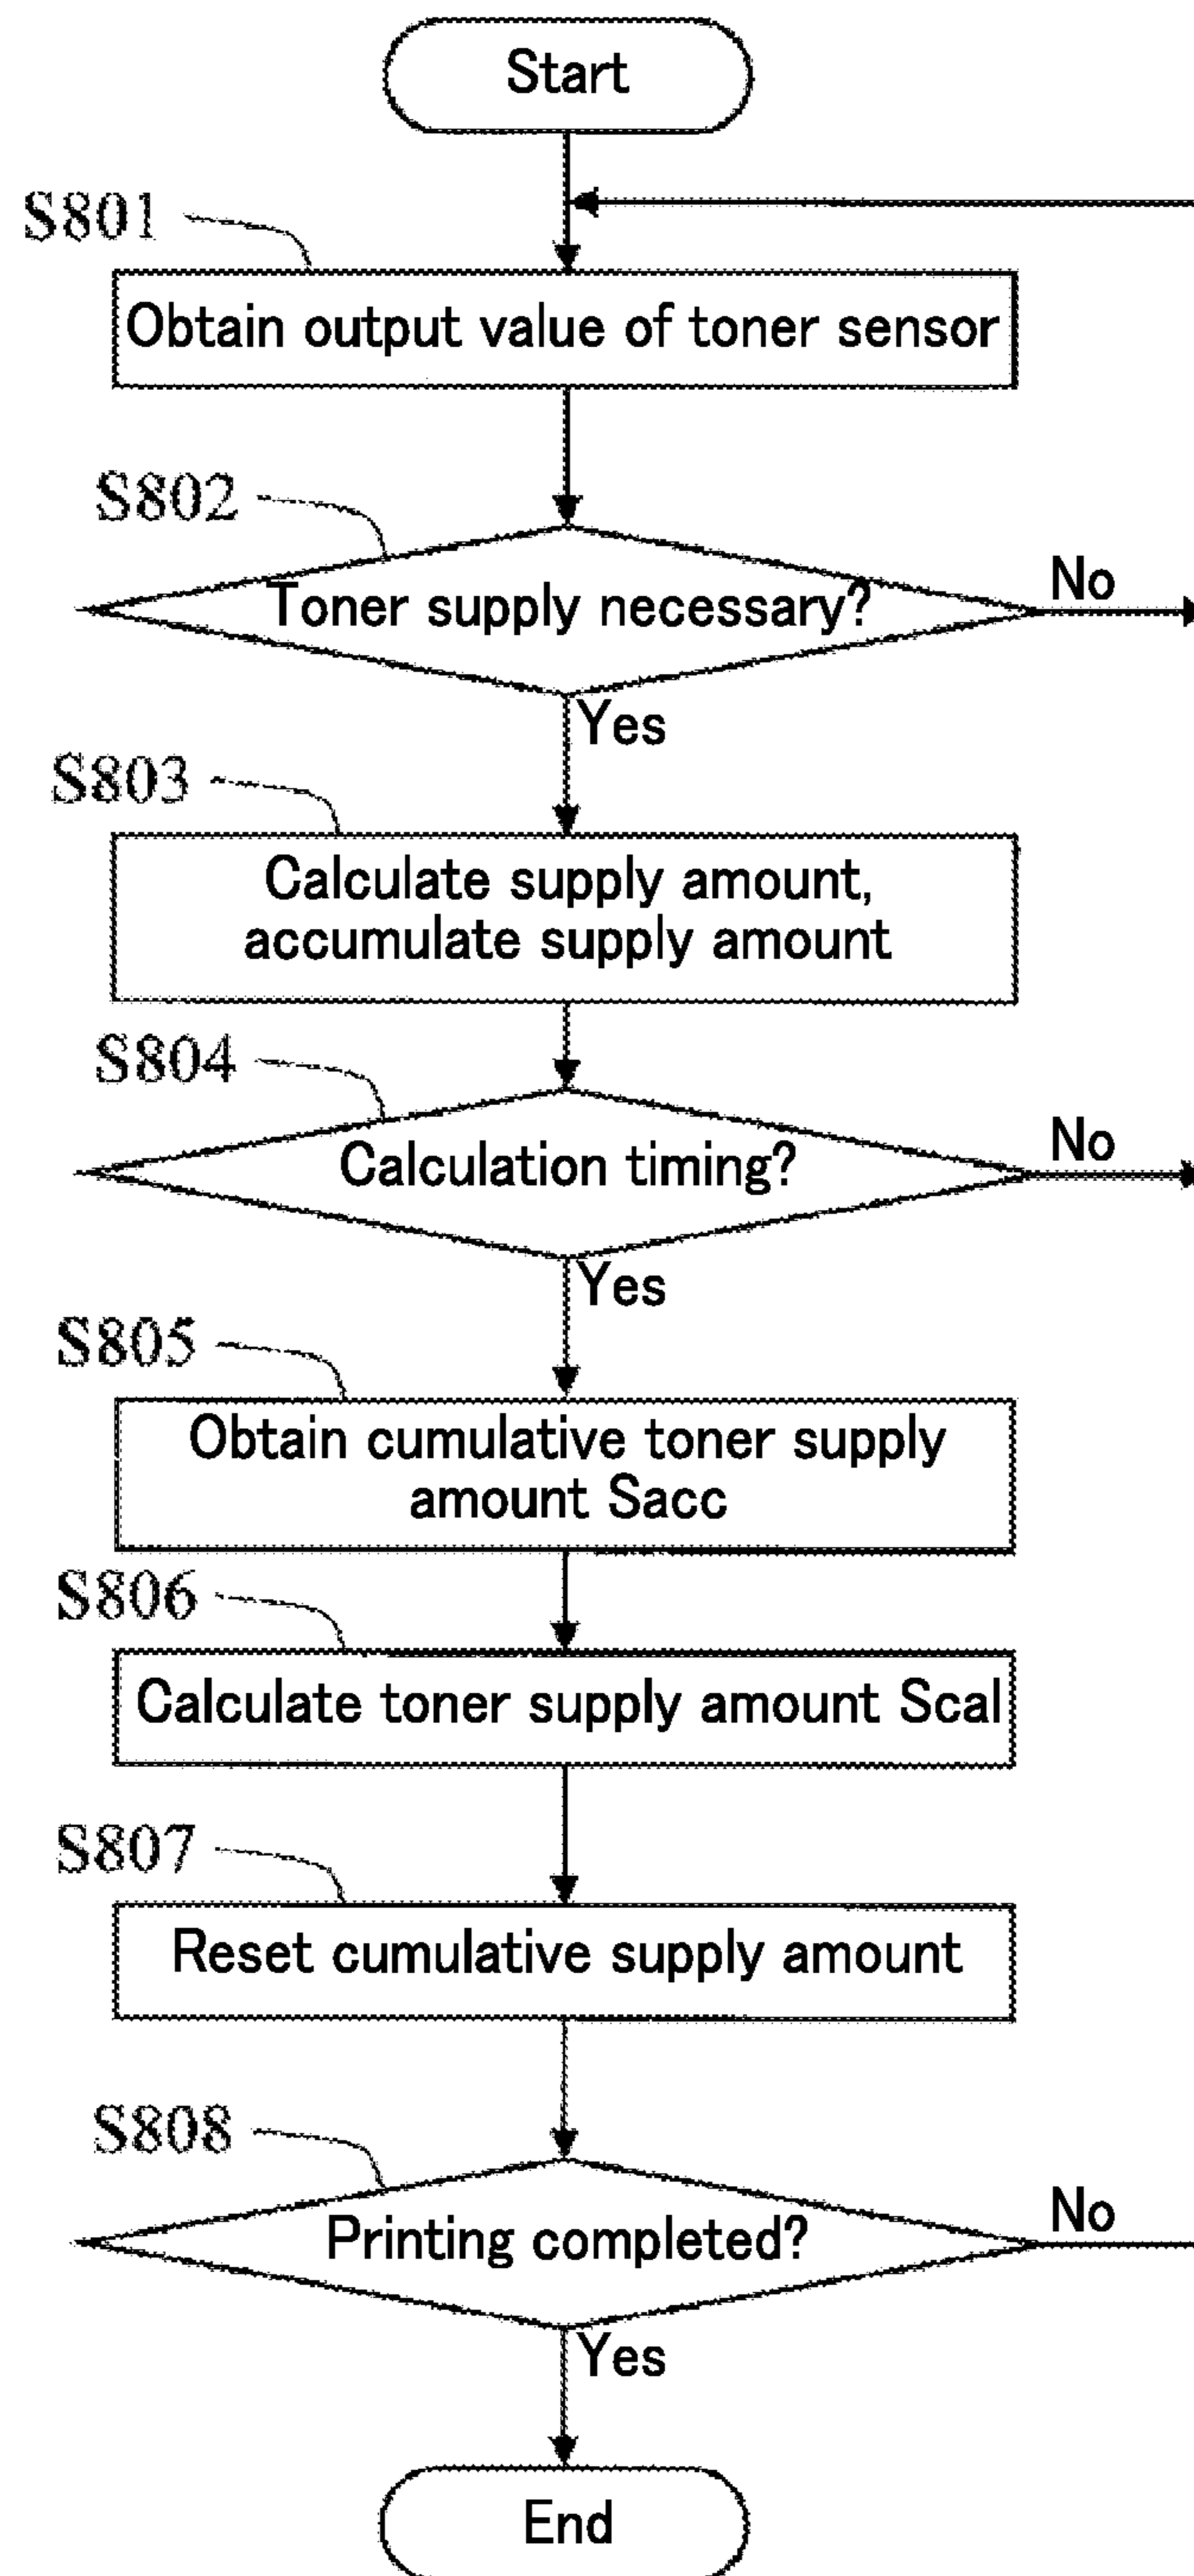 Start
S801
Obtain output value of toner sensor
S802
Toner supply necessary?
No
Yes
S803
Calculate supply amount,
accumulate supply amount
S804
Calculation timing?
No
Yes
S805
Obtain cumulative toner supply
amount Sacc
S806
Calculate toner supply amount Scal
S807
Reset cumulative supply amount
S808
Printing completed?
No
Yes
End